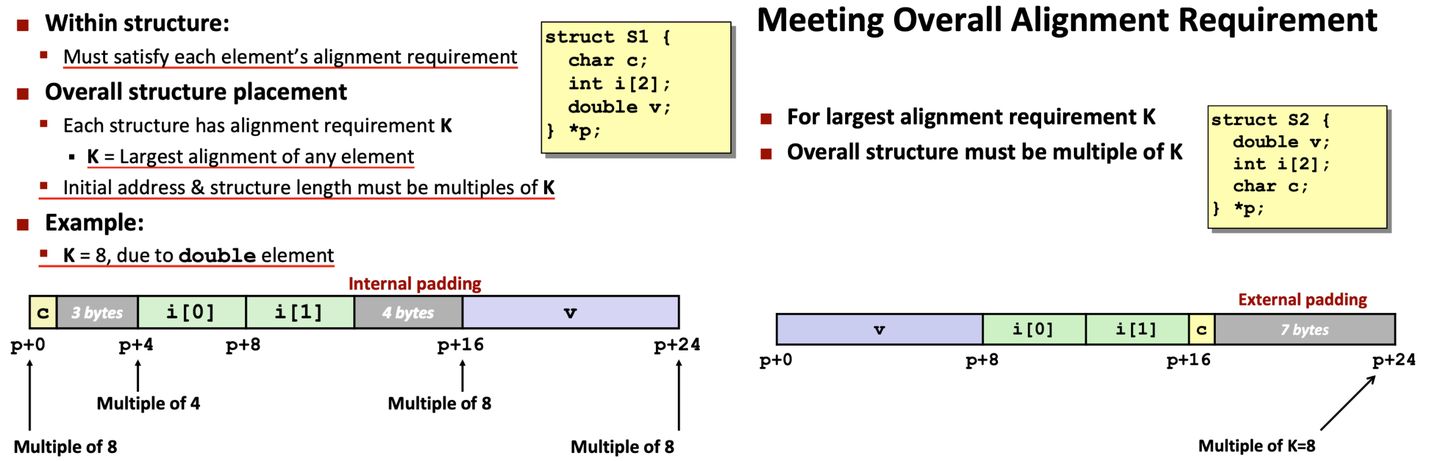 Within structure:
Must satisfy each element's alignment requirement
Overall structure placement
Each structure has alignment requirement K
K = Largest alignment of any element
Initial address & structure length must be multiples of K
Example:
K = 8, due to double element
struct S1 {
char c;
int i[2];
double v;
} *p;
Internal padding
c 3 bytes i[0] i[1] 4 bytes v
p+0 p+4 p+8 p+16 p+24
Multiple of 4 Multiple of 8
Multiple of 8 Multiple of 8
Meeting Overall Alignment Requirement
For largest alignment requirement K
Overall structure must be multiple of K
struct S2 {
double v;
int i[2];
char c;
} *p;
External padding
v i[0] i[1] c 7 bytes
p+0 p+8 p+16 p+24
Multiple of K=8